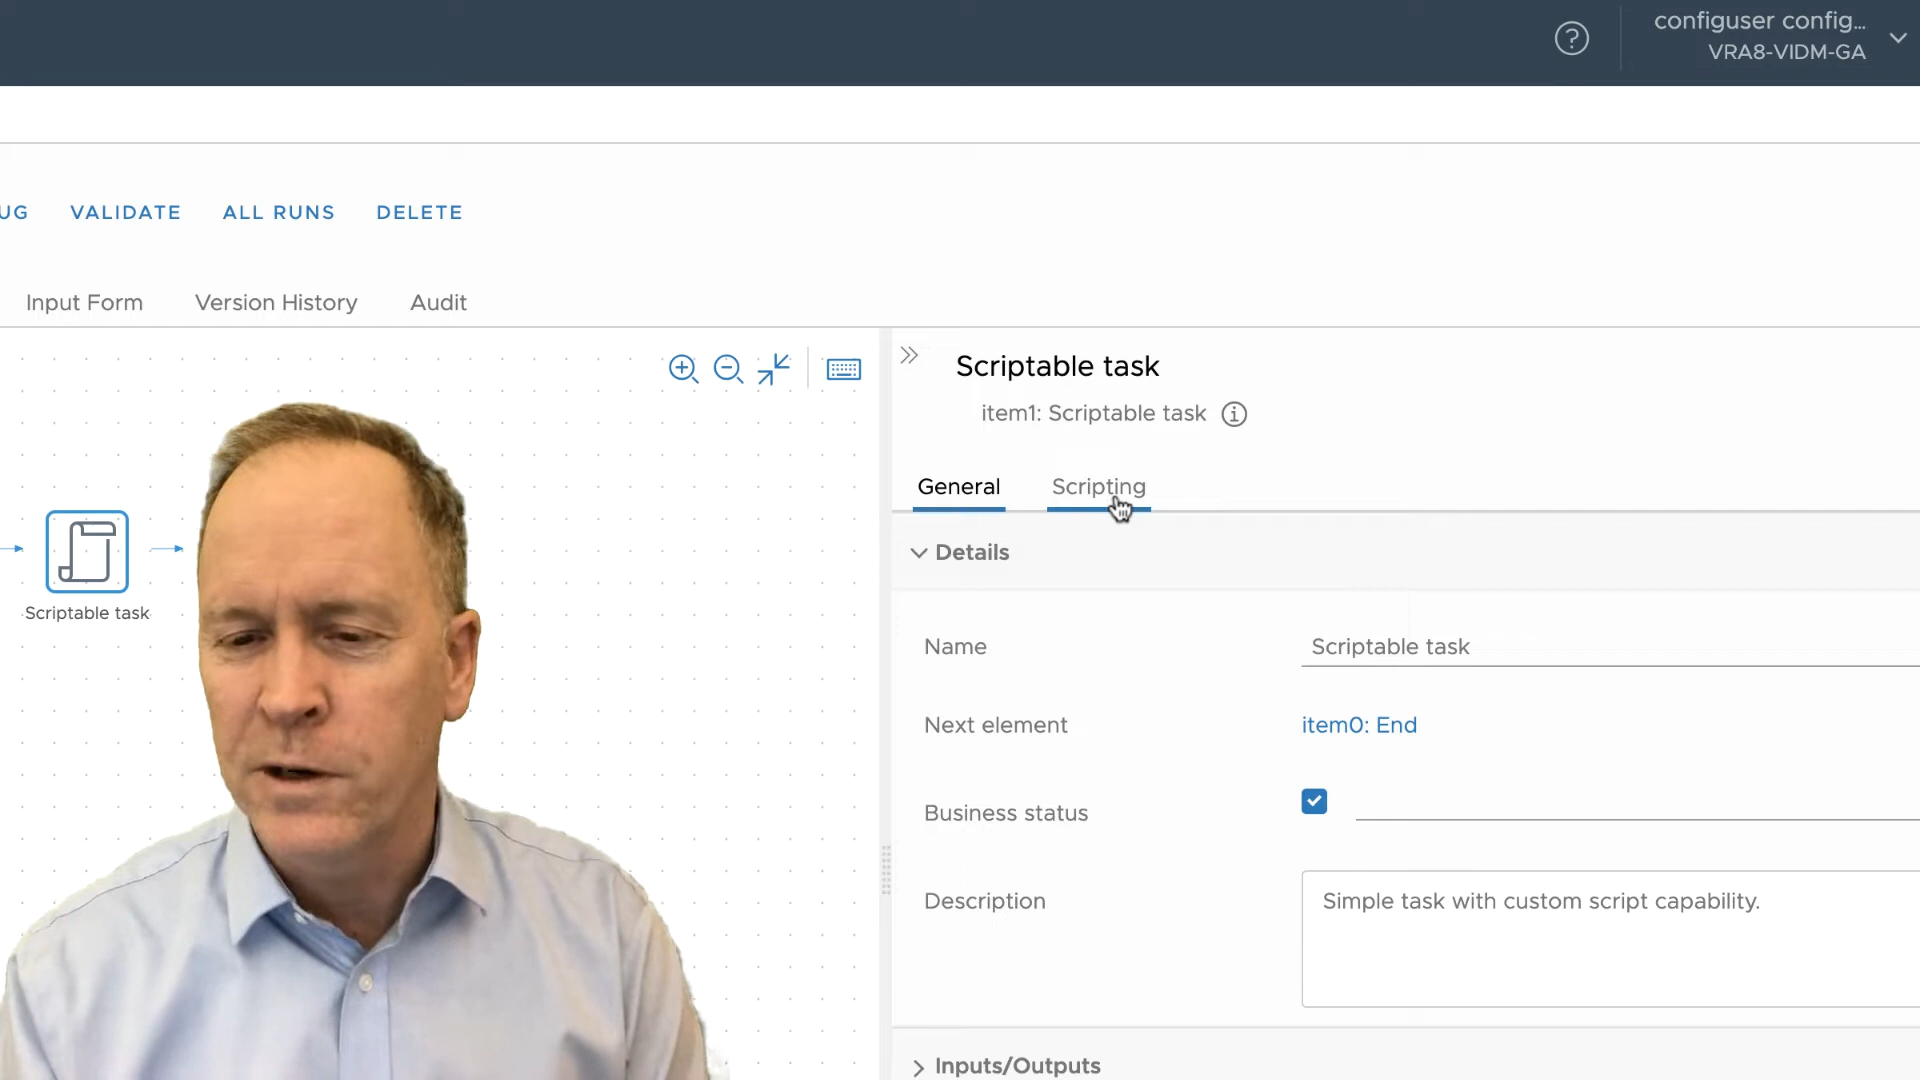 configuser config...
VRA8-VIDM-GA
UG VALIDATE ALL RUNS DELETE
Input Form Version History Audit
Scriptable task
item1: Scriptable task
General Scripting
Details
Scriptable task
Name Scriptable task
Next element item0: End
Business status
Description Simple task with custom script capability.
Inputs/Outputs